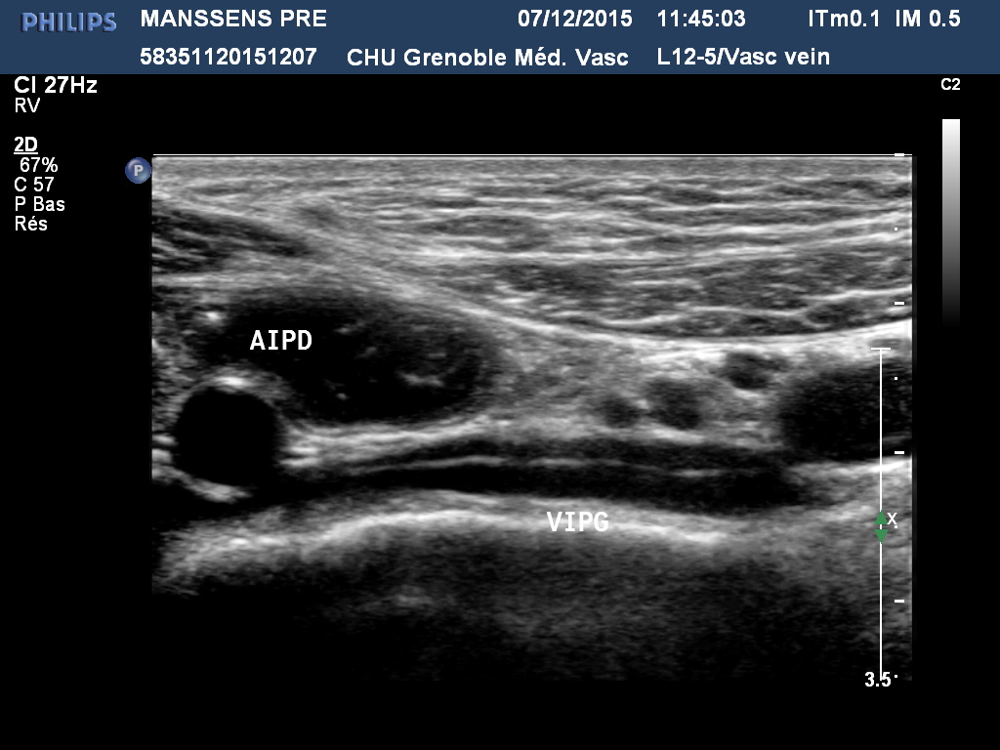 PHILIPS
MANSSENS PRE 07/12/2015 11:45:03 ITm0.1 IM 0.5
58351120151207 CHU Grenoble Méd. Vasc L12-5/Vasc vein
CI 27Hz
RV
C2
2D
67%
C 57
P Bas
Rés
P
AIPD
VIPG
X
3.5